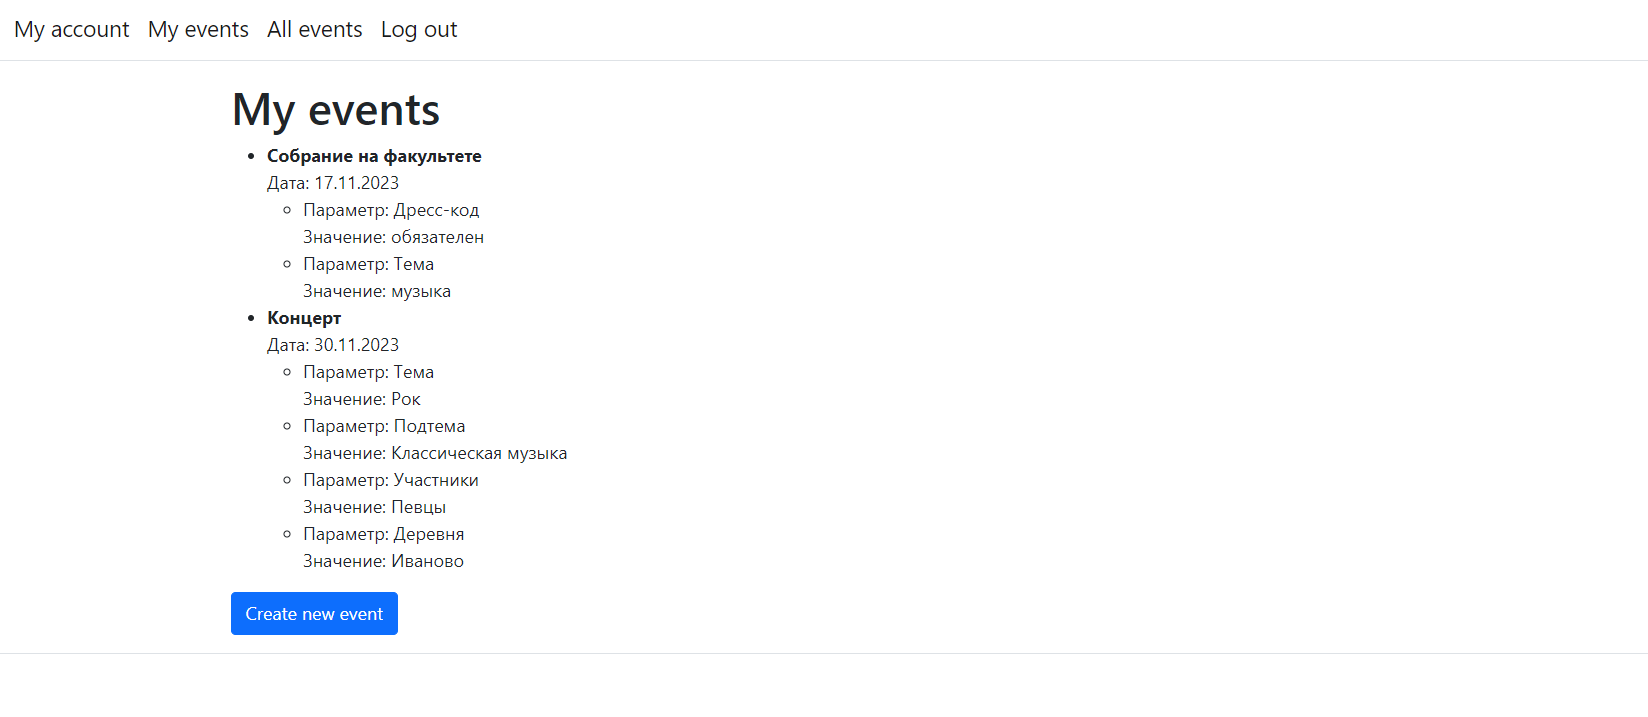 My account My events All events Log out
My events
Собрание на факультете
Дата: 17.11.2023
Параметр: Дресс-код
Значение: обязателен
Параметр: Тема
Значение: музыка
Концерт
Дата: 30.11.2023
Параметр: Тема
Значение: Рок
Параметр: Подтема
Значение: Классическая музыка
Параметр: Участники
Значение: Певцы
Параметр: Деревня
Значение: Иваново
Create new event